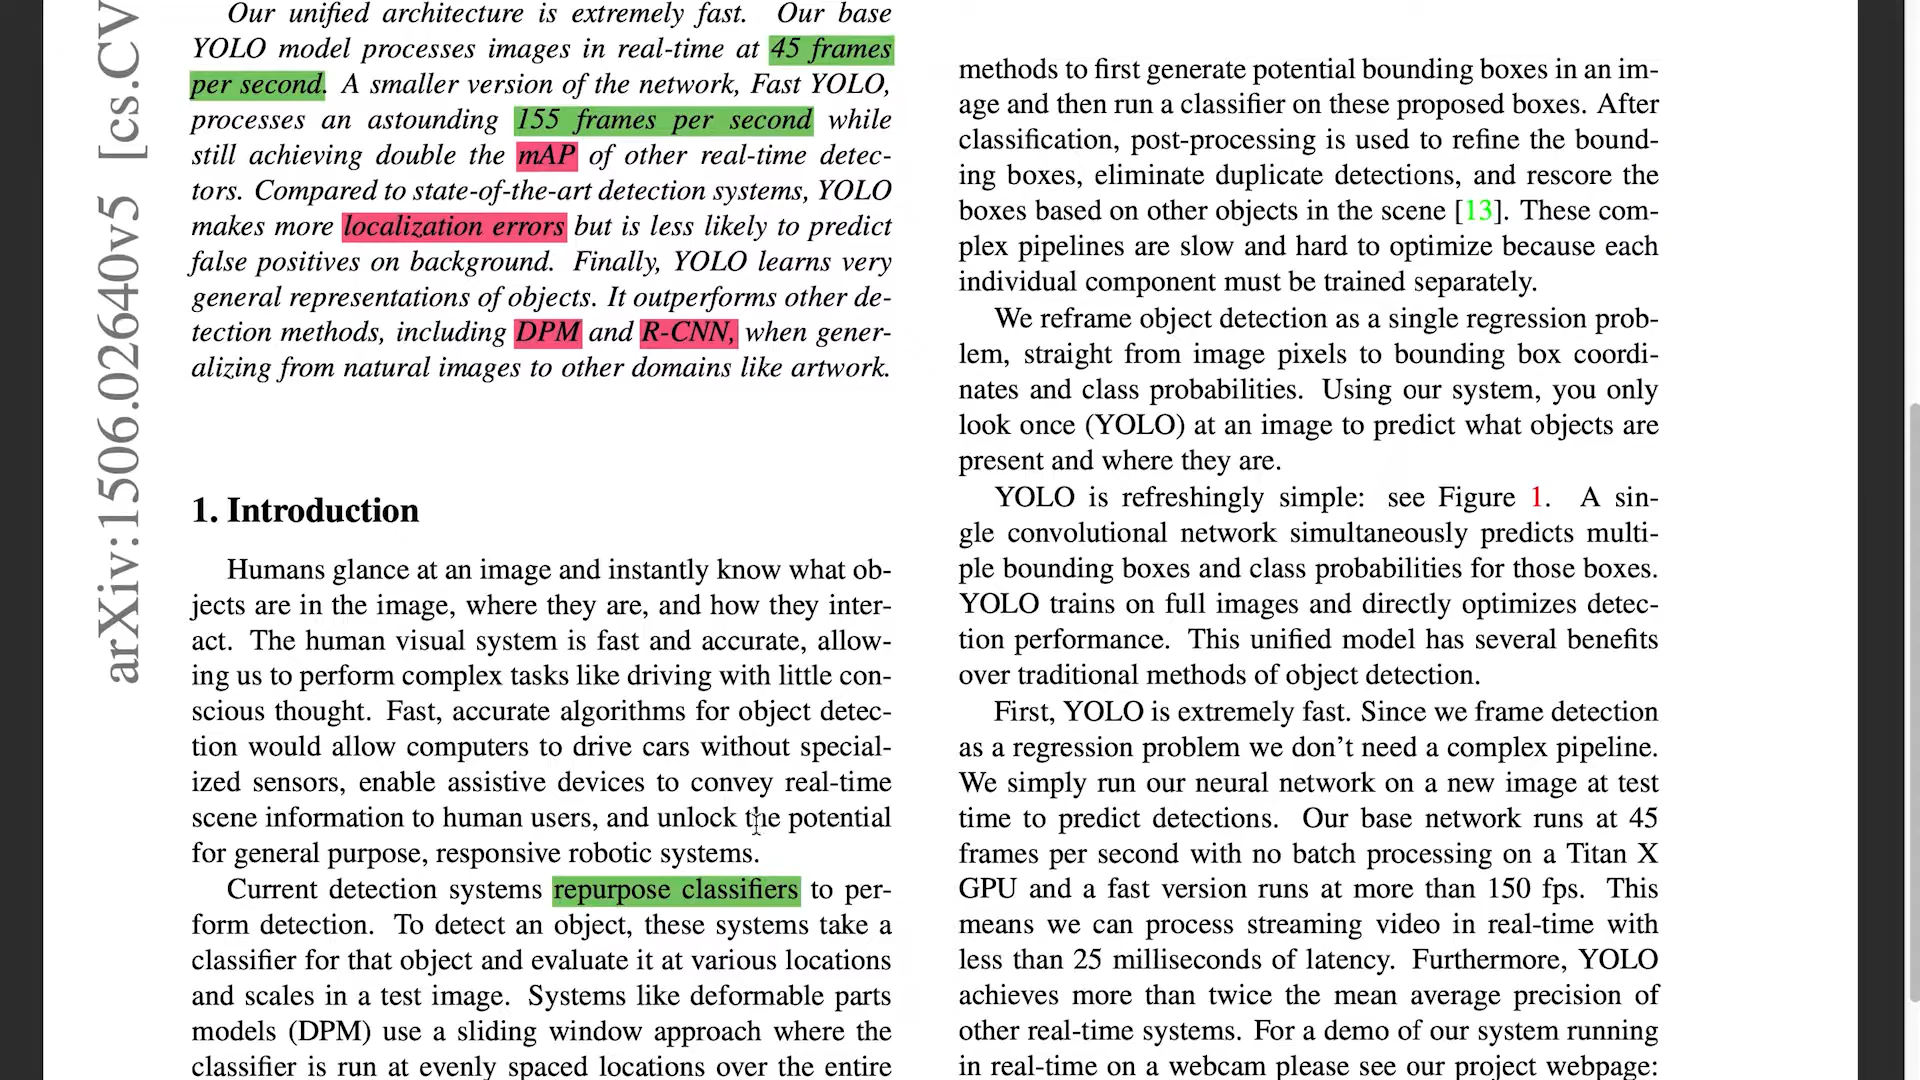 arXiv:1506.02640v5 [cs.CV
Our unified architecture is extremely fast. Our base
YOLO model processes images in real-time at 45 frames
per second. A smaller version of the network, Fast YOLO,
processes an astounding 155 frames per second while
still achieving double the mAP of other real-time detec-
tors. Compared to state-of-the-art detection systems, YOLO
makes more localization errors but is less likely to predict
false positives on background. Finally, YOLO learns very
general representations of objects. It outperforms other de-
tection methods, including DPM and R-CNN, when gener-
alizing from natural images to other domains like artwork.
1. Introduction
Humans glance at an image and instantly know what ob-
jects are in the image, where they are, and how they inter-
act. The human visual system is fast and accurate, allow-
ing us to perform complex tasks like driving with little con-
scious thought. Fast, accurate algorithms for object detec-
tion would allow computers to drive cars without special-
ized sensors, enable assistive devices to convey real-time
scene information to human users, and unlock the potential
for general purpose, responsive robotic systems.
Current detection systems repurpose classifiers to per-
form detection. To detect an object, these systems take a
classifier for that object and evaluate it at various locations
and scales in a test image. Systems like deformable parts
models (DPM) use a sliding window approach where the
classifier is run at evenly spaced locations over the entire
methods to first generate potential bounding boxes in an im-
age and then run a classifier on these proposed boxes. After
classification, post-processing is used to refine the bound-
ing boxes, eliminate duplicate detections, and rescore the
boxes based on other objects in the scene [13]. These com-
plex pipelines are slow and hard to optimize because each
individual component must be trained separately.
We reframe object detection as a single regression prob-
lem, straight from image pixels to bounding box coordi-
nates and class probabilities. Using our system, you only
look once (YOLO) at an image to predict what objects are
present and where they are.
YOLO is refreshingly simple: see Figure 1. A sin-
gle convolutional network simultaneously predicts multi-
ple bounding boxes and class probabilities for those boxes.
YOLO trains on full images and directly optimizes detec-
tion performance. This unified model has several benefits
over traditional methods of object detection.
First, YOLO is extremely fast. Since we frame detection
as a regression problem we don't need a complex pipeline.
We simply run our neural network on a new image at test
time to predict detections. Our base network runs at 45
frames per second with no batch processing on a Titan X
GPU and a fast version runs at more than 150 fps. This
means we can process streaming video in real-time with
less than 25 milliseconds of latency. Furthermore, YOLO
achieves more than twice the mean average precision of
other real-time systems. For a demo of our system running
in real-time on a webcam please see our project webpage: